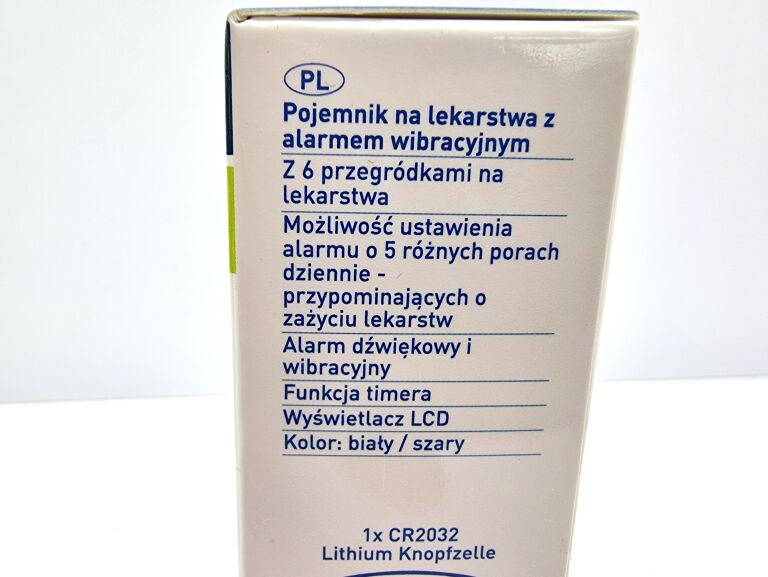 PL
Pojemnik na lekarstwa z
alarmem wibracyjnym
Z 6 przegródkami na
lekarstwa
Możliwość ustawienia
alarmu o 5 różnych porach
dziennie -
przypominających o
zażyciu lekarstw
Alarm dźwiękowy i
wibracyjny
Funkcja timera
Wyświetlacz LCD
Kolor: biały / szary
1x CR2032
Lithium Knopfzelle